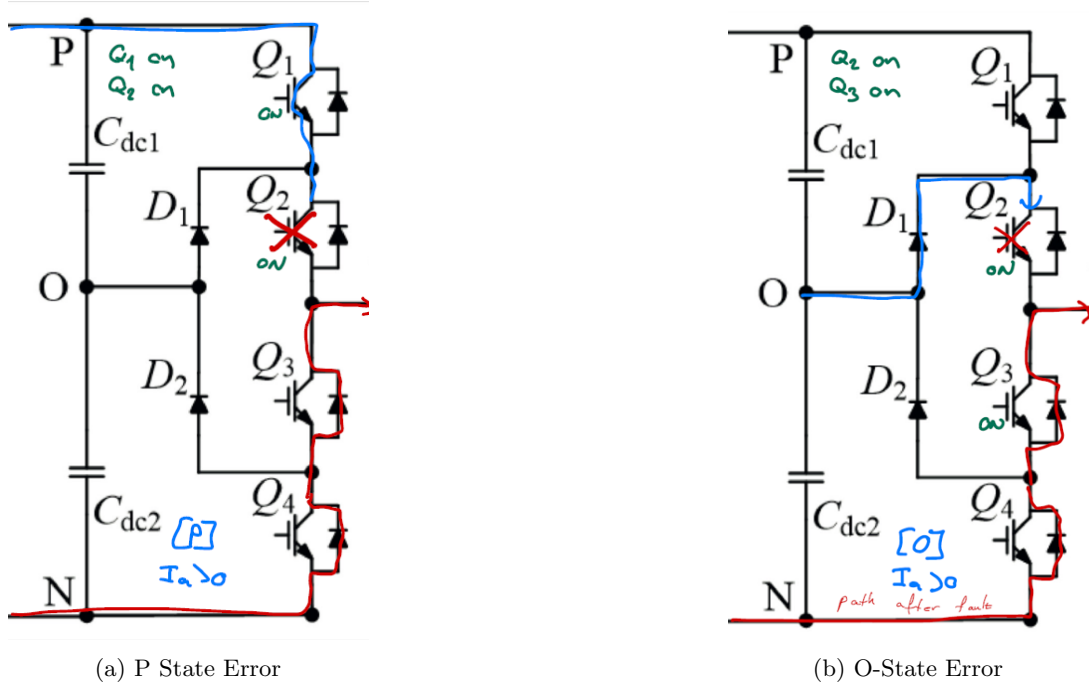 P
Q1 on
Q2 on
Q1
ON
Cdc1
D1
Q2
ON
O
D2
Q3
Cdc2
Q4
[P]
Ia>0
N
(a) P State Error
P
Q2 on
Q3 on
Q1
Cdc1
D1
Q2
ON
O
D2
Q3
ON
Cdc2
Q4
[O]
Ia>0
N
path after fault
(b) O-State Error